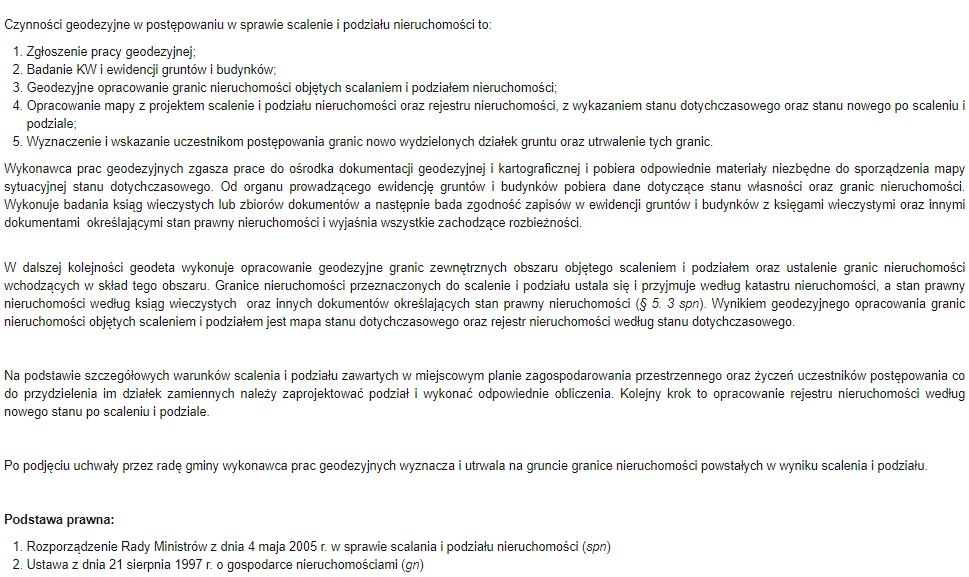 Czynności geodezyjne w postępowaniu w sprawie scalenie i podziału nieruchomości to:
1. Zgłoszenie pracy geodezyjnej;
2. Badanie KW i ewidencji gruntów i budynków;
3. Geodezyjne opracowanie granic nieruchomości objętych scalaniem i podziałem nieruchomości;
4. Opracowanie mapy z projektem scalenie i podziału nieruchomości oraz rejestru nieruchomości, z wykazaniem stanu dotychczasowego oraz stanu nowego po scaleniu i
podziale;
5. Wyznaczenie i wskazanie uczestnikom postępowania granic nowo wydzielonych działek gruntu oraz utrwalenie tych granic.
Wykonawca prac geodezyjnych zgasza prace do ośrodka dokumentacji geodezyjnej i kartograficznej i pobiera odpowiednie materiały niezbędne do sporządzenia mapy
sytuacyjnej stanu dotychczasowego. Od organu prowadzącego ewidencję gruntów i budynków pobiera dane dotyczące stanu własności oraz granic nieruchomości.
Wykonuje badania ksiąg wieczystych lub zbiorów dokumentów a następnie bada zgodność zapisów w ewidencji gruntów i budynków z księgami wieczystymi oraz innymi
dokumentami określającymi stan prawny nieruchomości i wyjaśnia wszystkie zachodzące rozbieżności.
W dalszej kolejności geodeta wykonuje opracowanie geodezyjne granic zewnętrznych obszaru objętego scaleniem i podziałem oraz ustalenie granic nieruchomości
wchodzących w skład tego obszaru. Granice nieruchomości przeznaczonych do scalenie i podziału ustala się i przyjmuje według katastru nieruchomości, a stan prawny
nieruchomości według ksiąg wieczystych oraz innych dokumentów określających stan prawny nieruchomości (§ 5. 3 spn). Wynikiem geodezyjnego opracowania granic
nieruchomości objętych scaleniem i podziałem jest mapa stanu dotychczasowego oraz rejestr nieruchomości według stanu dotychczasowego.
Na podstawie szczegółowych warunków scalenia i podziału zawartych w miejscowym planie zagospodarowania przestrzennego oraz życzeń uczestników postępowania co
do przydzielenia im działek zamiennych należy zaprojektować podział i wykonać odpowiednie obliczenia. Kolejny krok to opracowanie rejestru nieruchomości według
nowego stanu po scaleniu i podziale.
Po podjęciu uchwały przez radę gminy wykonawca prac geodezyjnych wyznacza i utrwala na gruncie granice nieruchomości powstałych w wyniku scalenia i podziału.
Podstawa prawna:
1. Rozporządzenie Rady Ministrów z dnia 4 maja 2005 r. w sprawie scalania i podziału nieruchomości (spn)
2. Ustawa z dnia 21 sierpnia 1997 r. o gospodarce nieruchomościami (gn)